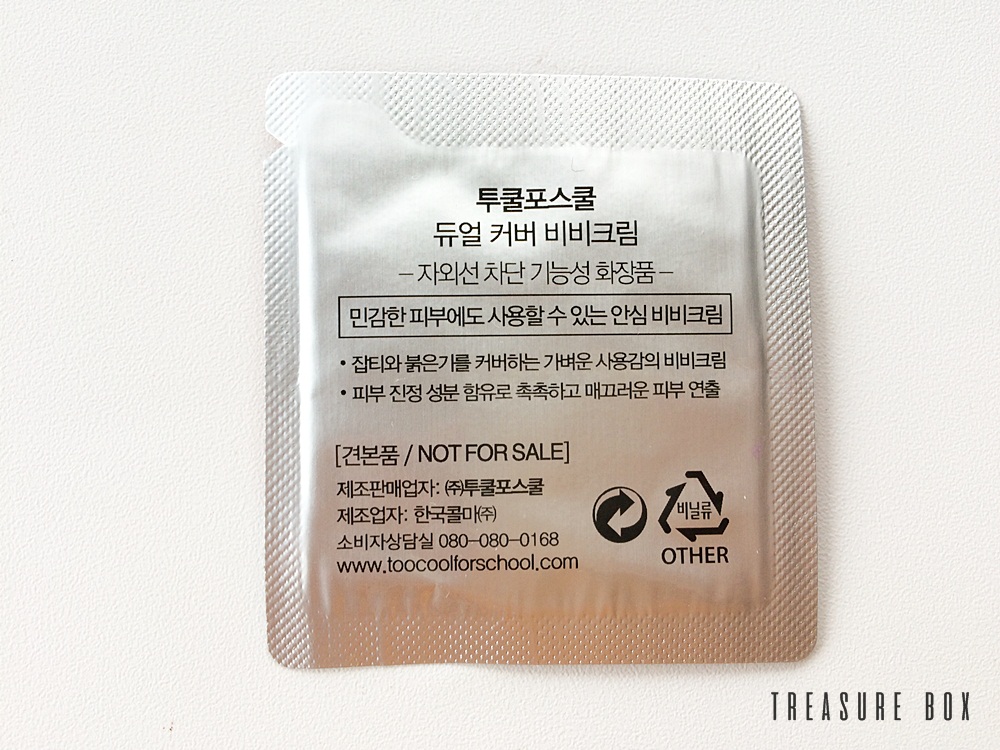 투쿨포스쿨
듀얼 커버 비비크림
– 자외선 차단 기능성 화장품 –
민감한 피부에도 사용할 수 있는 안심 비비크림
• 잡티와 붉은기를 커버하는 가벼운 사용감의 비비크림
• 피부 진정 성분 함유로 촉촉하고 매끄러운 피부 연출
[견본품 / NOT FOR SALE]
제조판매업자: ㈜투쿨포스쿨
제조업자: 한국콜마㈜
소비자상담실 080-080-0168
www.toocoolforschool.com
비닐류
OTHER
TREASURE BOX